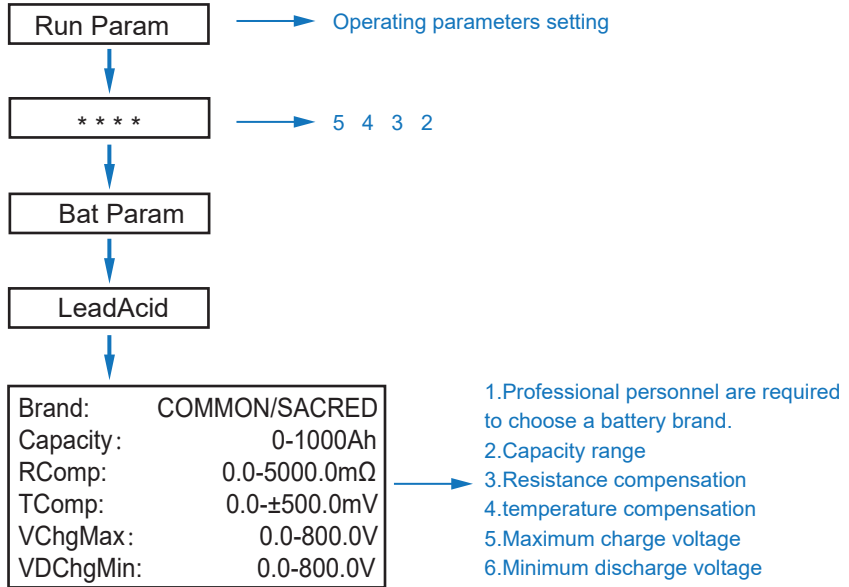 Run Param
Operating parameters setting
* * * *
5 4 3 2
Bat Param
LeadAcid
Brand: COMMON/SACRED
Capacity: 0-1000Ah
RComp: 0.0-5000.0mΩ
TComp: 0.0-±500.0mV
VChgMax: 0.0-800.0V
VDChgMin: 0.0-800.0V
1.Professional personnel are required
to choose a battery brand.
2.Capacity range
3.Resistance compensation
4.temperature compensation
5.Maximum charge voltage
6.Minimum discharge voltage